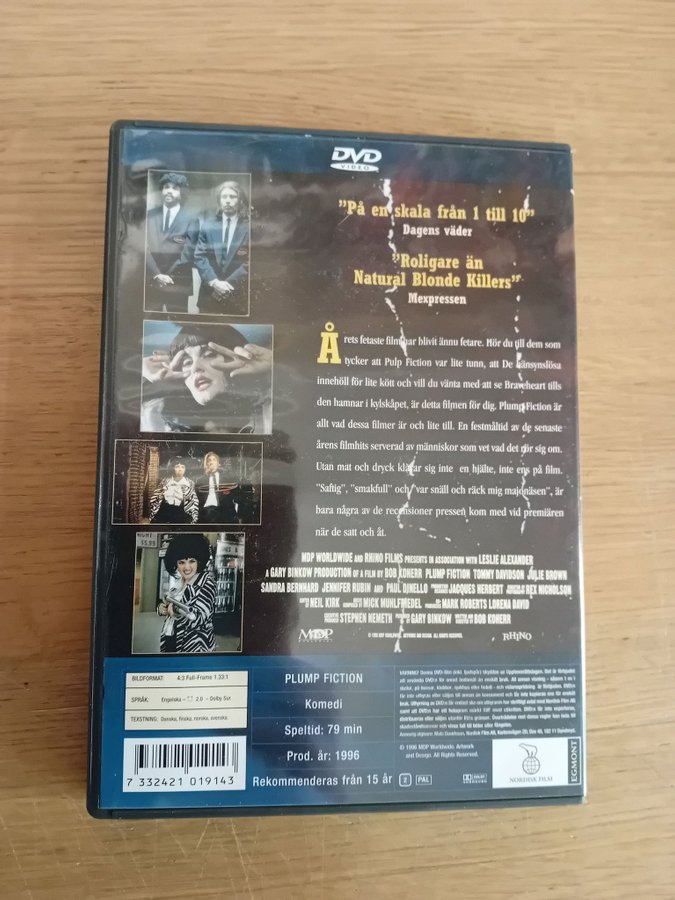 DVD
VIDEO
"På en skala från 1 till 10"
Dagens väder
"Roligare än
Natural Blonde Killers"
Mexpressen
Årets fetaste film har blivit ännu fetare. Hör du till dem som
tycker att Pulp Fiction var lite tunn, att De hänsynslösa
innehöll för lite kött och vill du vänta med att se Braveheart tills
den hamnar i kylskåpet, är detta filmen för dig. Plump Fiction är
allt vad dessa filmer är och lite till. En festmåltid av de senaste
årens filmhits serverad av människor som vet vad det rör sig om.
Utan mat och dryck klarar sig inte en hjälte, inte ens på film.
"Saftig", "smakfull" och "var snäll och räck mig majonäsen", är
bara några av de recensioner pressen kom med vid premiären
när de satt och åt.
MDP WORLDWIDE AND RHINO FILMS PRESENTS IN ASSOCIATION WITH LESLIE ALEXANDER
A GARY BINKOW PRODUCTION OF A FILM BY BOB KOHERR PLUMP FICTION TOMMY DAVIDSON JULIE BROWN
SANDRA BERNHARD JENNIFER RUBIN AND PAUL DINELLO JACQUES HERBERT REX NICHOLSON
NEIL KIRK MICK MUHLFRIEDEL MARK ROBERTS LORENA DAVID
STEPHEN NEMETH GARY BINKOW BOB KOHERR
MDP
RHINO
BILDFORMAT: 4:3 Full-Frame 1.33:1
SPRÅK: Engelska - 2.0 - Dolby Sur.
TEXTNING: Danska, finska, norska, svenska.
7 332421 019143
PLUMP FICTION
Komedi
Speltid: 79 min
Prod. år: 1996
Rekommenderas från 15 år
2 PAL
© 1996 MDP Worldwide. Artwork
and Design. All Rights Reserved.
DOLBY
NORDISK FILM
EGMONT